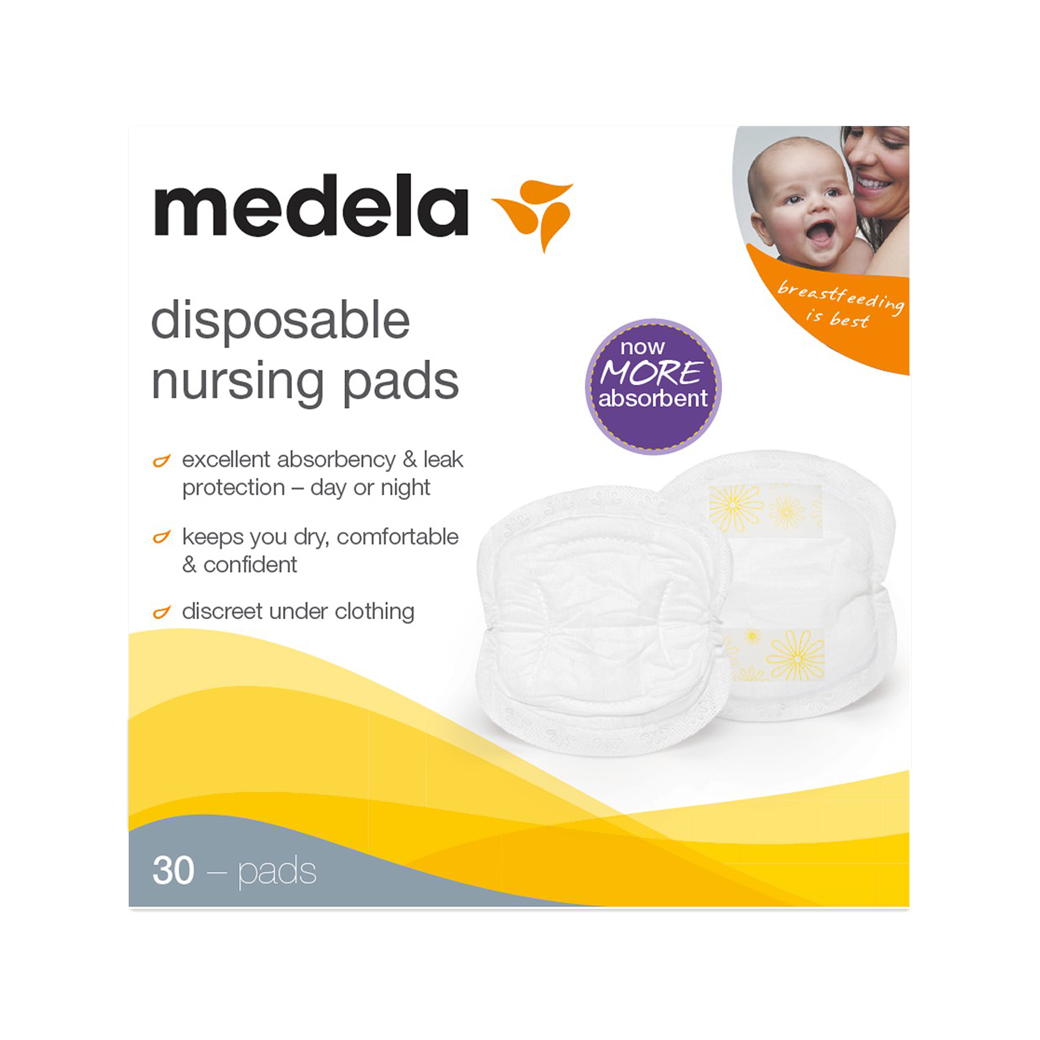 medela
disposable
nursing pads
excellent absorbency & leak
protection – day or night
keeps you dry, comfortable
& confident
discreet under clothing
now
MORE
absorbent
breastfeeding
is best
30 – pads